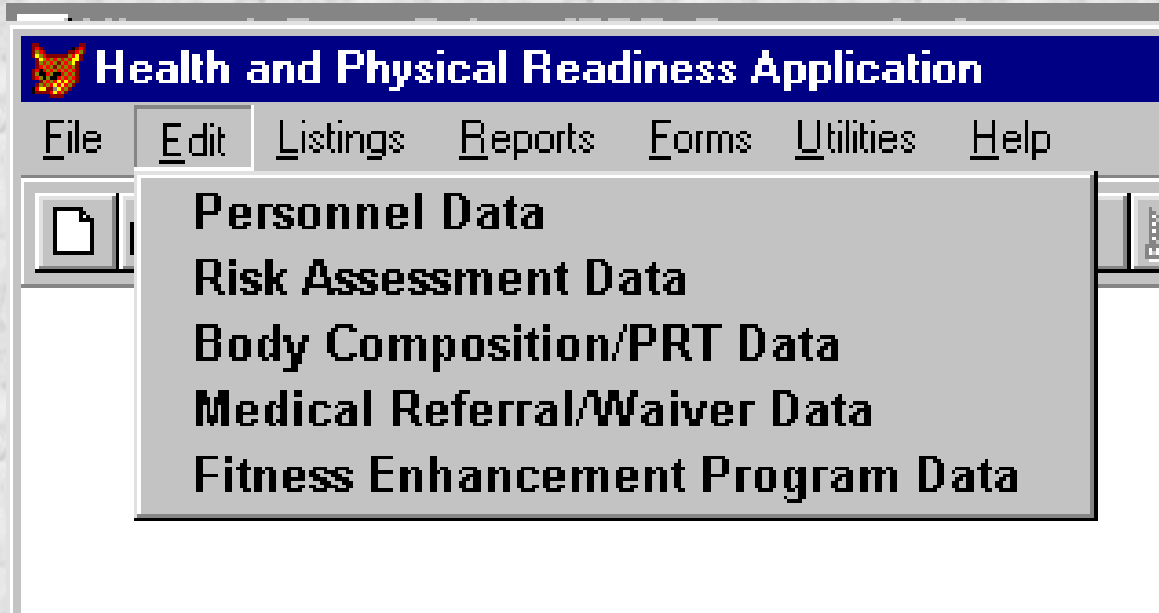 Health and Physical Readiness Application
File Edit Listings Reports Forms Utilities Help
Personnel Data
Risk Assessment Data
Body Composition/PRT Data
Medical Referral/Waiver Data
Fitness Enhancement Program Data